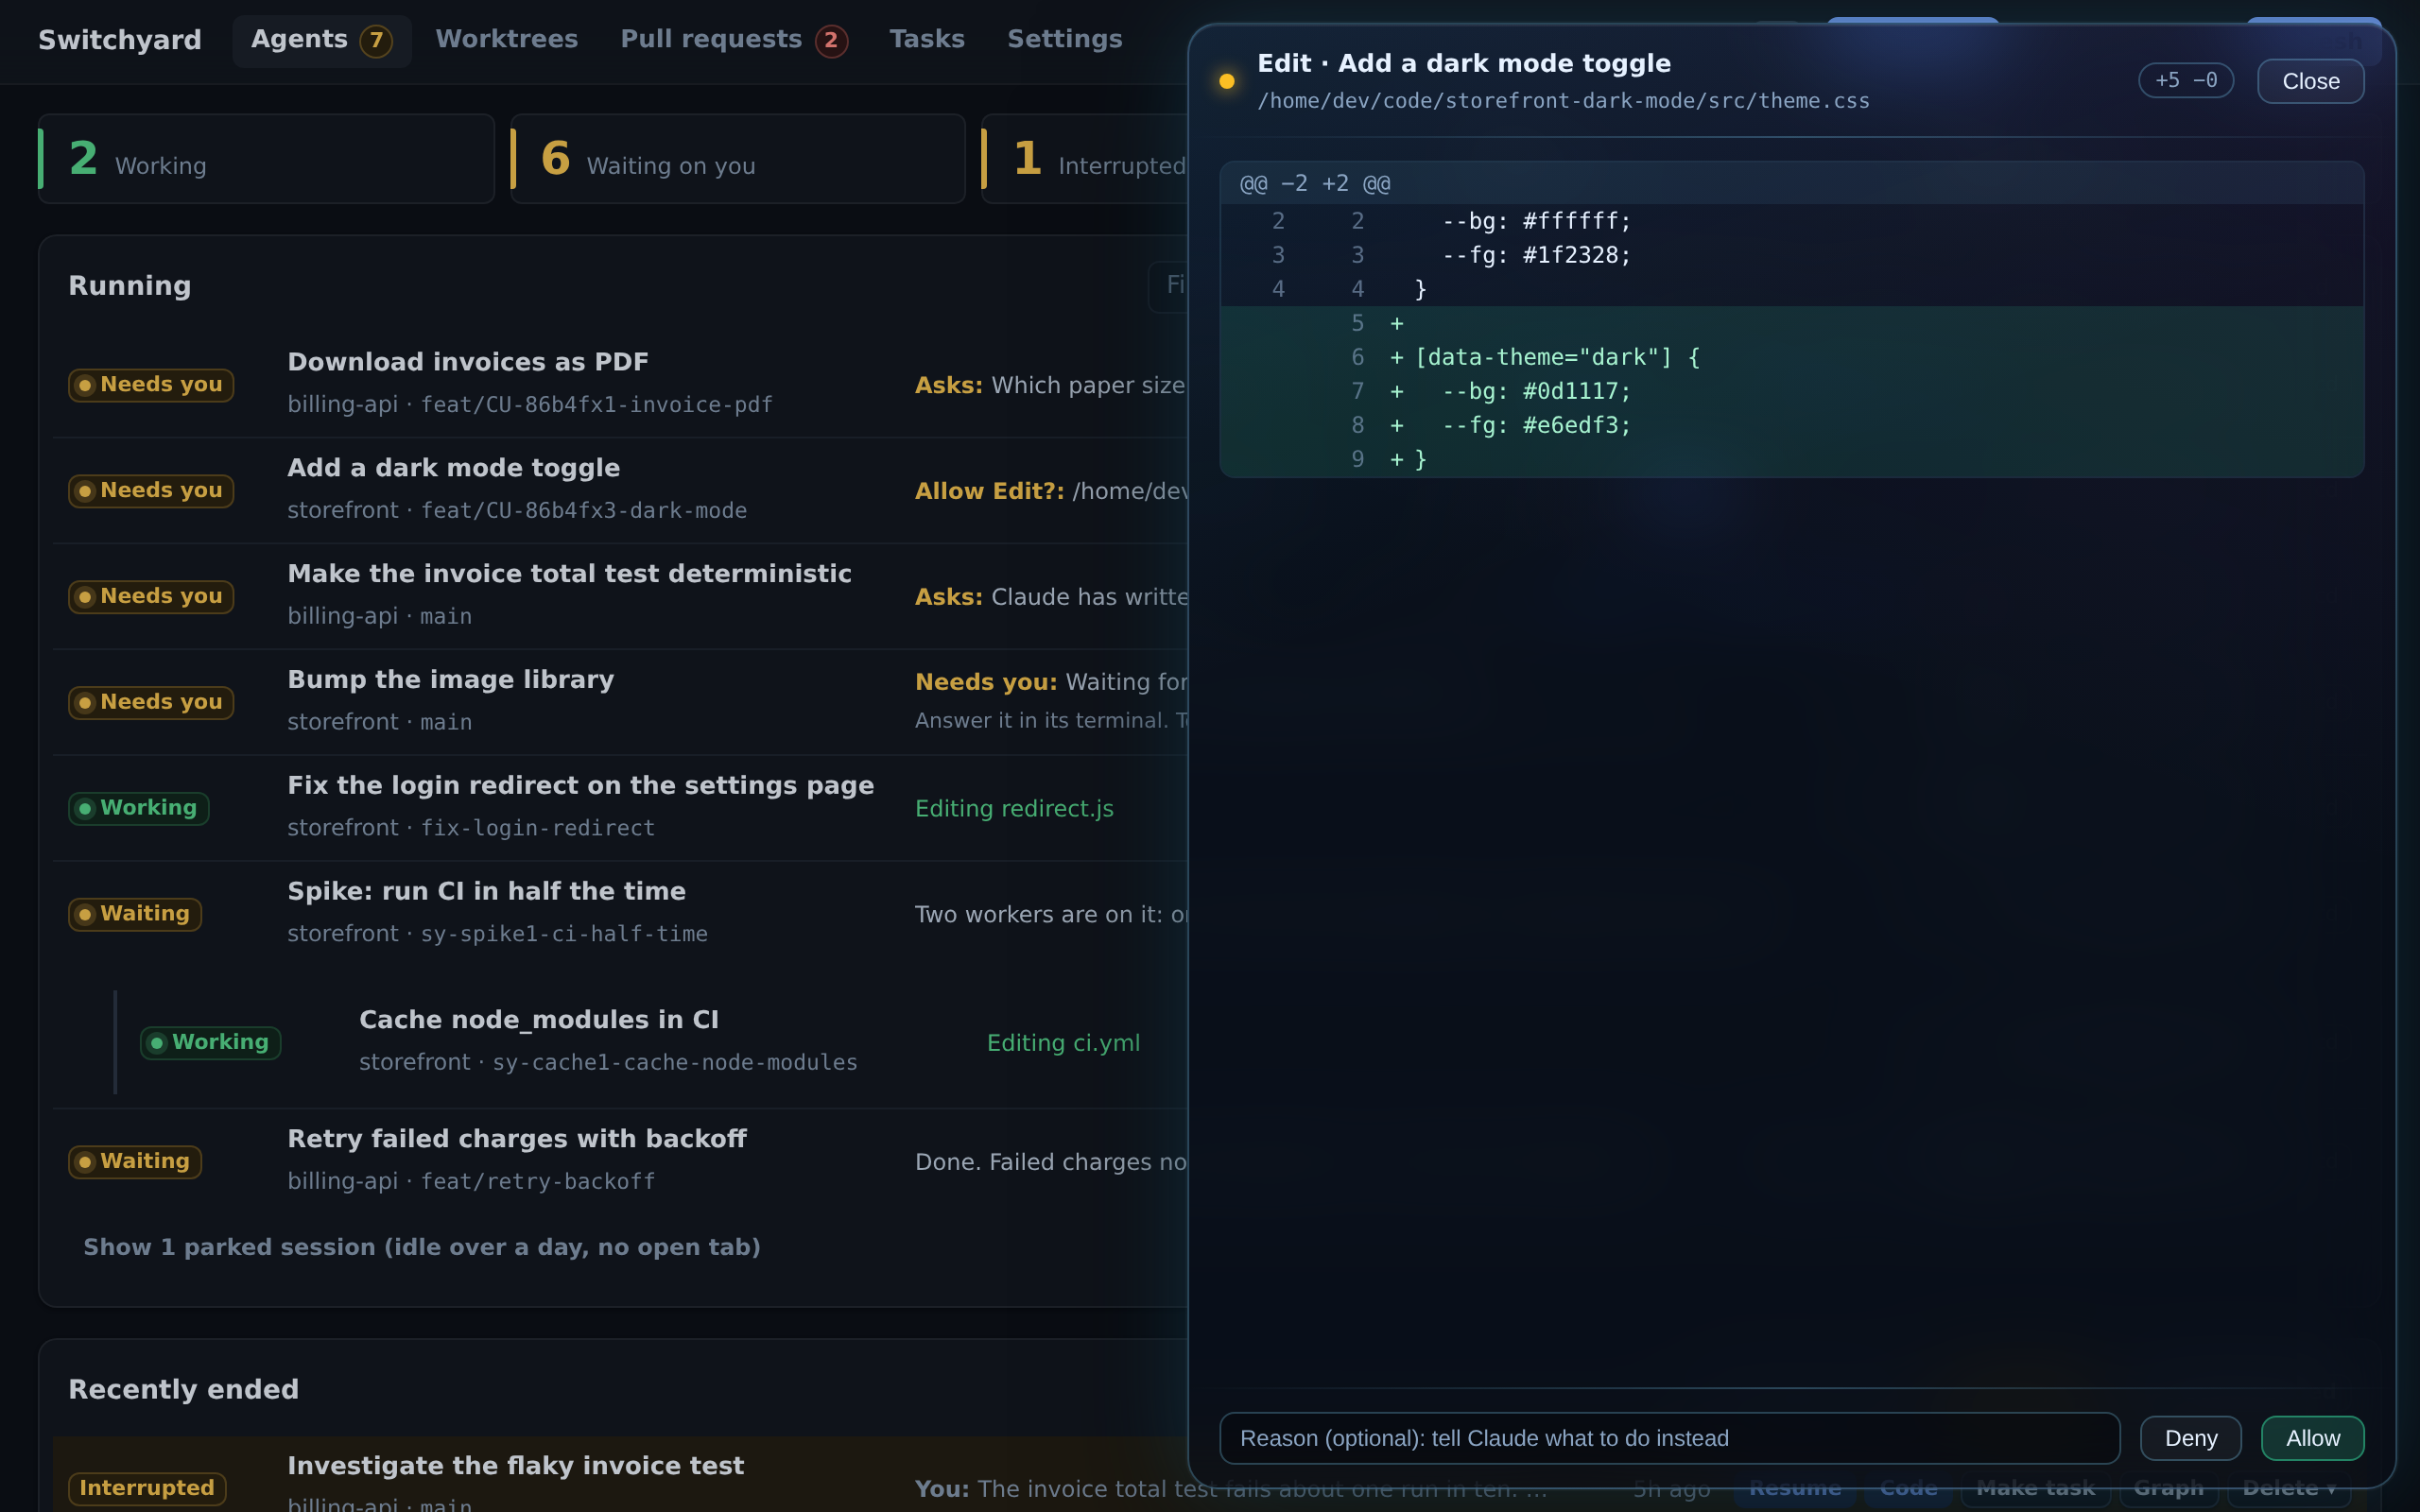 Switchyard
Agents 7
Worktrees
Pull requests 2
Tasks
Settings
2 Working
6 Waiting on you
1 Interrupted
Running
Needs you
Download invoices as PDF
billing-api · feat/CU-86b4fx1-invoice-pdf
Asks: Which paper size
Needs you
Add a dark mode toggle
storefront · feat/CU-86b4fx3-dark-mode
Allow Edit?: /home/dev
Needs you
Make the invoice total test deterministic
billing-api · main
Asks: Claude has writte
Needs you
Bump the image library
storefront · main
Needs you: Waiting for
Answer it in its terminal.
Working
Fix the login redirect on the settings page
storefront · fix-login-redirect
Editing redirect.js
Waiting
Spike: run CI in half the time
storefront · sy-spike1-ci-half-time
Two workers are on it:
Working
Cache node_modules in CI
storefront · sy-cache1-cache-node-modules
Editing ci.yml
Waiting
Retry failed charges with backoff
billing-api · feat/retry-backoff
Done. Failed charges no
Show 1 parked session (idle over a day, no open tab)
Recently ended
Interrupted
Investigate the flaky invoice test
billing-api · main
You: The invoice total test fails about one run in ten. ...
5h ago
Resume
Code
Make task
Graph
Delete ▾
Edit · Add a dark mode toggle
/home/dev/code/storefront-dark-mode/src/theme.css
+5 −0
Close
@@ −2 +2 @@
2 2 --bg: #ffffff;
3 3 --fg: #1f2328;
4 4 }
5 +
6 + [data-theme="dark"] {
7 + --bg: #0d1117;
8 + --fg: #e6edf3;
9 + }
Reason (optional): tell Claude what to do instead
Deny
Allow